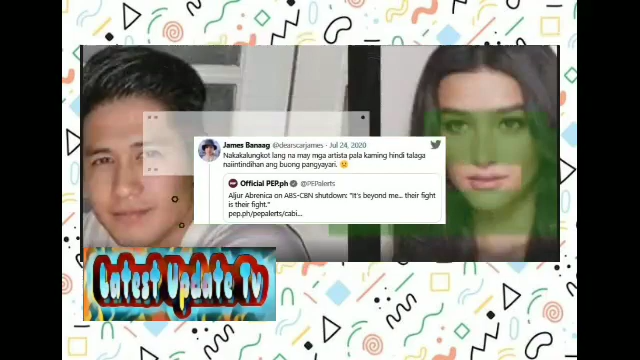 James Banaag @dearscarjames · Jul 24, 2020
Nakakalungkot lang na may mga artista pala kaming hindi talaga
naiintindihan ang buong pangyayari. 🙁
Official PEP.ph @PEPalerts
Aljur Abrenica on ABS-CBN shutdown: "It's beyond me... their fight
is their fight."
pep.ph/pepalerts/cabi...
Latest Update Tv